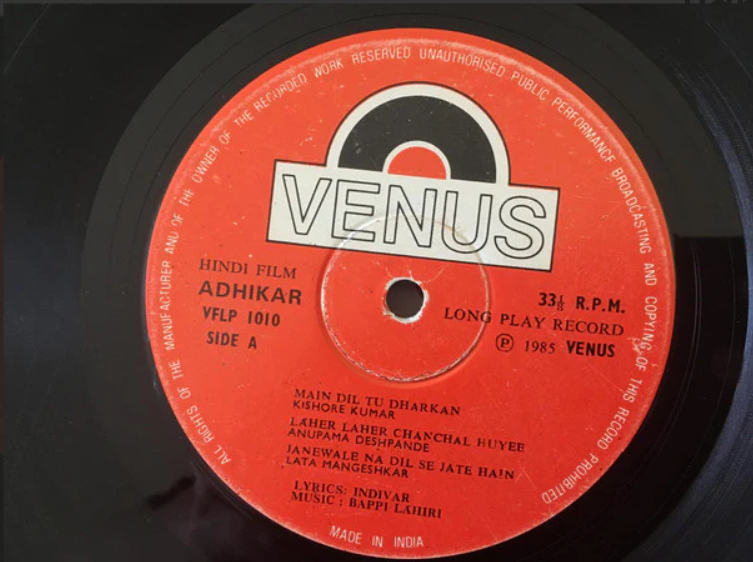 ALL RIGHTS OF THE MANUFACTURER AND OF THE OWNER OF THE RECORDED WORK RESERVED UNAUTHORISED PUBLIC PERFORMANCE BROADCASTING AND COPYING OF THIS RECORD PROHIBITED
VENUS
HINDI FILM
ADHIKAR
VFLP 1010
SIDE A
33⅓ R.P.M.
LONG PLAY RECORD
Ⓟ 1985 VENUS
MAIN DIL TU DHARKAN
KISHORE KUMAR
LAHER LAHER CHANCHAL HUYEE
ANUPAMA DESHPANDE
JANEWALE NA DIL SE JATE HAIN
LATA MANGESHKAR
LYRICS: INDIVAR
MUSIC : BAPPI LAHIRI
MADE IN INDIA